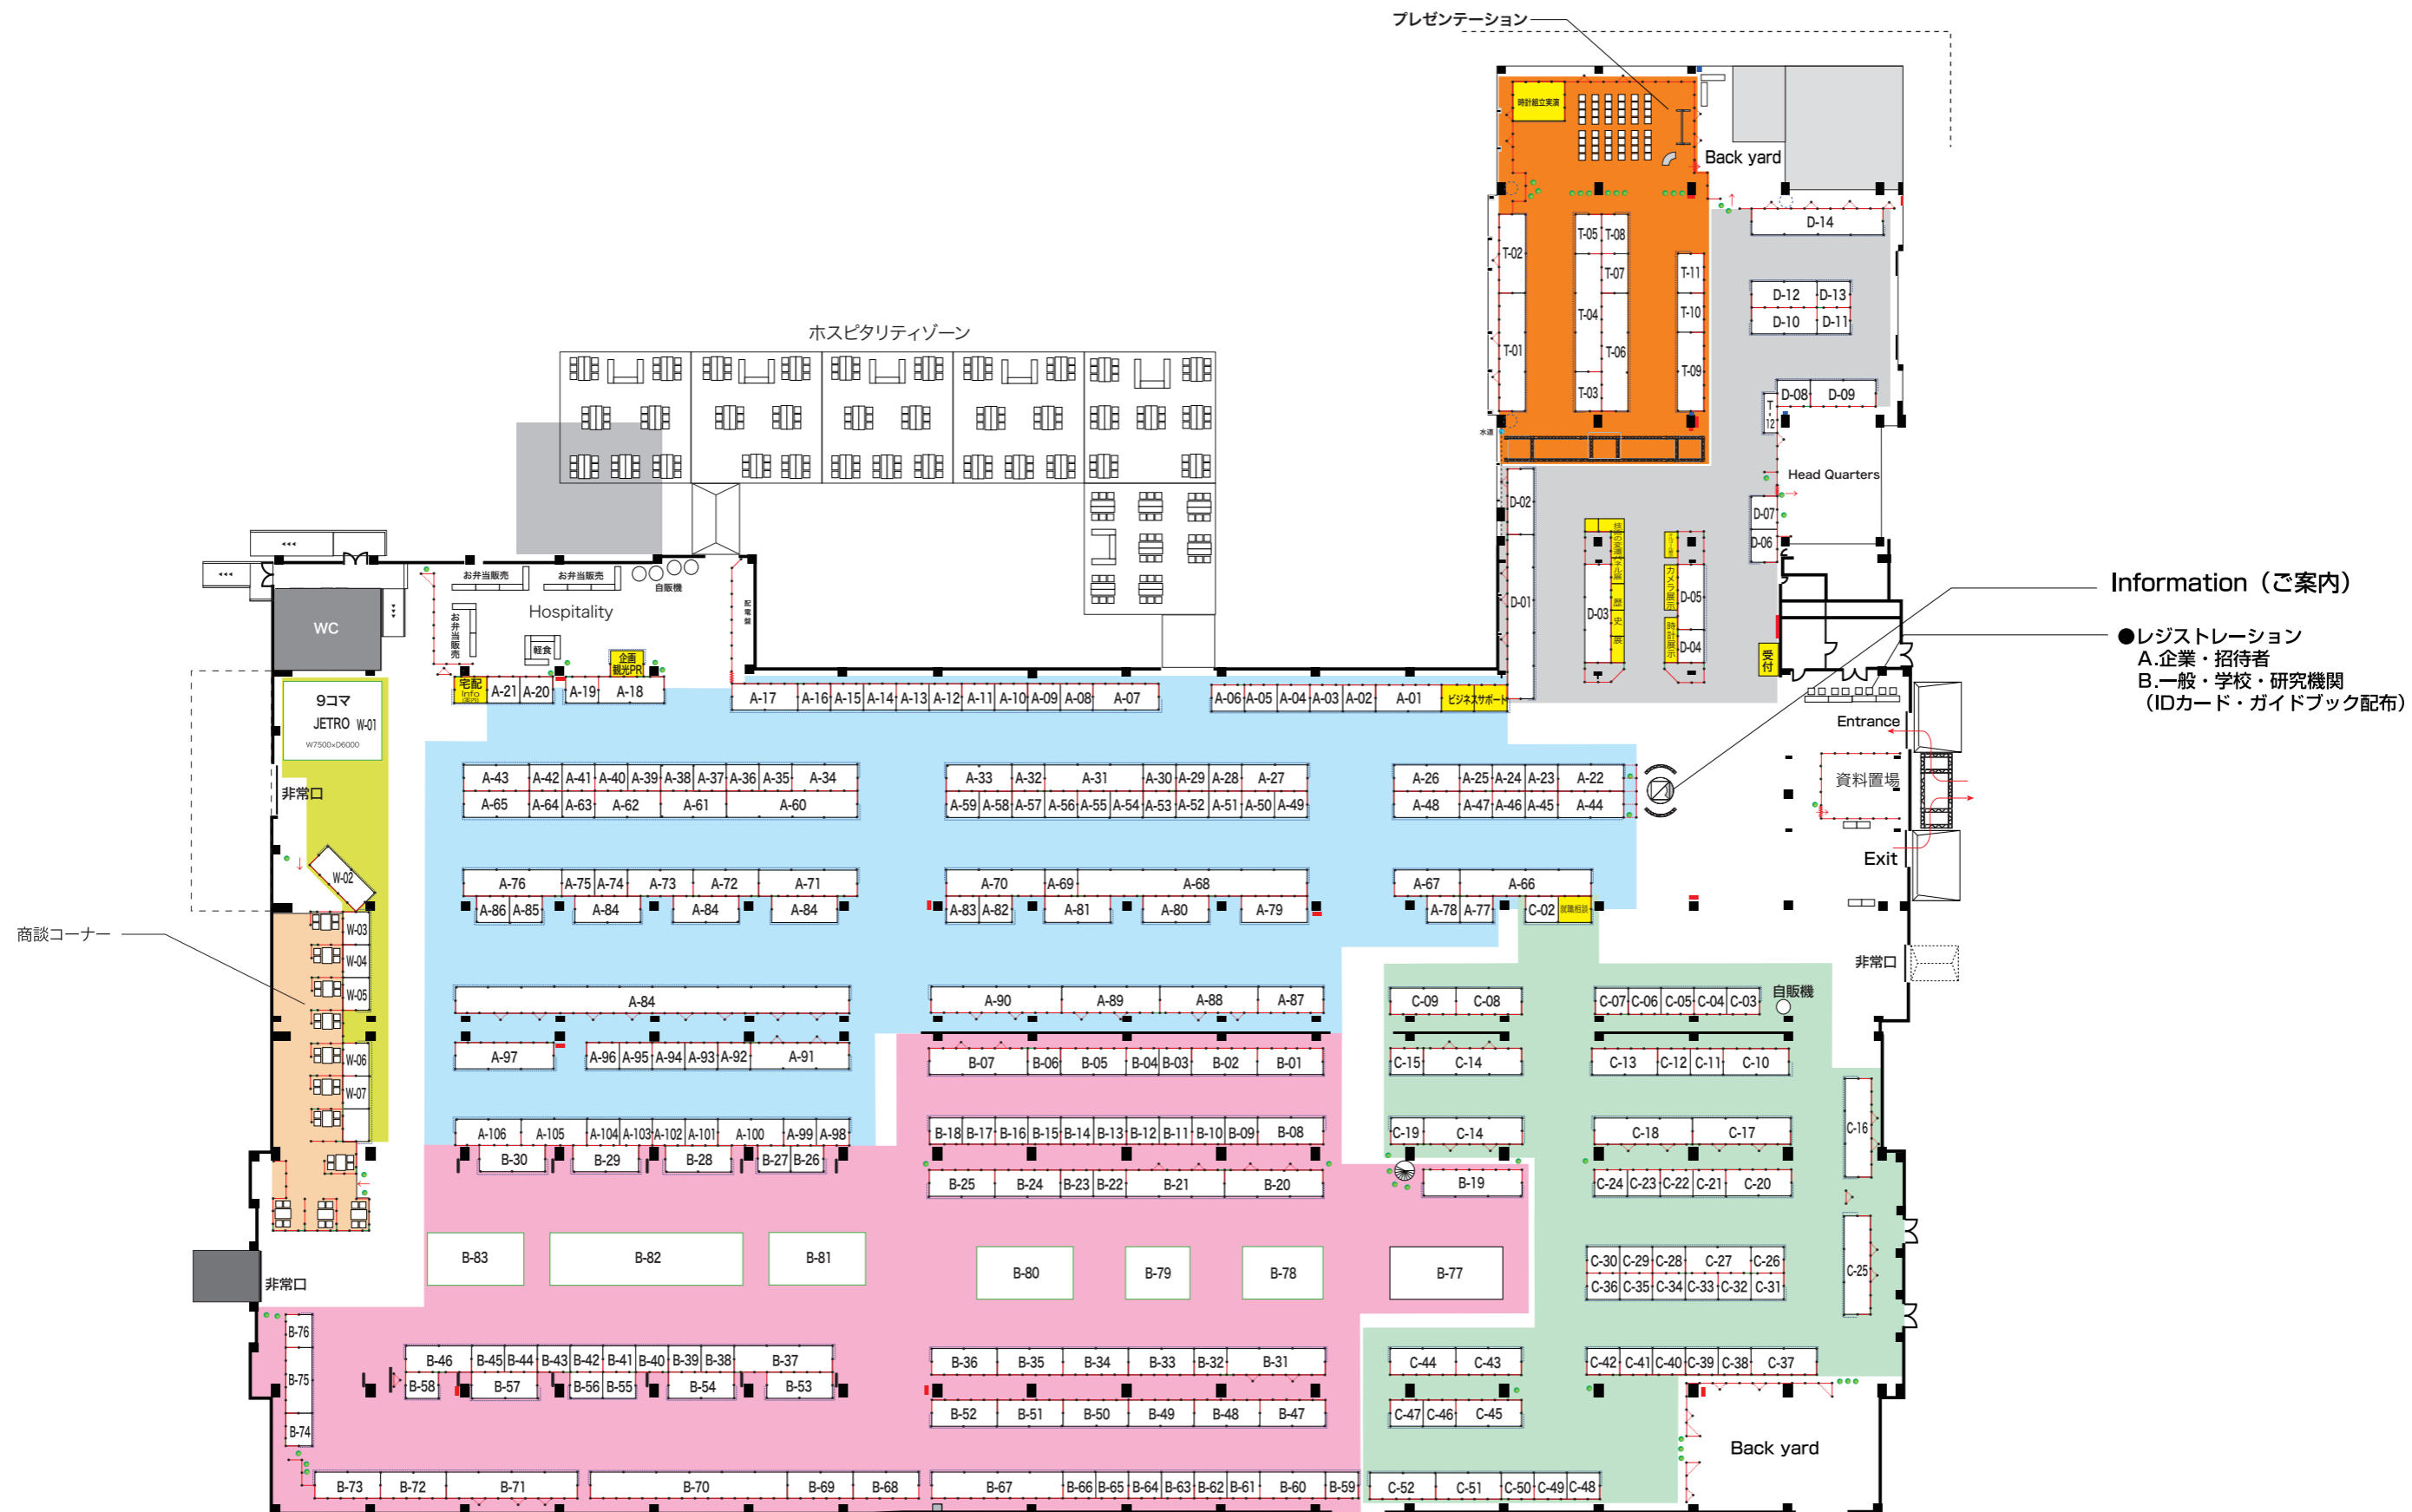 プレゼンテーション
時計組立実演
Back yard
D-14
T-02
T-05 T-08
T-07
T-11
D-12 D-13
D-10 D-11
T-04
T-10
T-01
T-06
T-09
T-03
D-08 D-09
T-12
水道
ホスピタリティゾーン
Head Quarters
D-02
D-07
D-06
D-01
D-03
歴史展
カメラ展示
D-05
時計展示
D-04
受付
Information（ご案内）
●レジストレーション
A.企業・招待者
B.一般・学校・研究機関
（IDカード・ガイドブック配布）
お弁当販売
お弁当販売
自販機
お弁当販売
Hospitality
配電盤
軽食
WC
企画
観光PR
宅配
Info
A-21 A-20 A-19 A-18
A-17 A-16 A-15 A-14 A-13 A-12 A-11 A-10 A-09 A-08 A-07
A-06 A-05 A-04 A-03 A-02 A-01 ビジネスサポート
9コマ
JETRO W-01
W7500×D6000
Entrance
資料置場
Exit
非常口
A-43 A-42 A-41 A-40 A-39 A-38 A-37 A-36 A-35 A-34
A-65 A-64 A-63 A-62 A-61 A-60
A-33 A-32 A-31 A-30 A-29 A-28 A-27
A-59 A-58 A-57 A-56 A-55 A-54 A-53 A-52 A-51 A-50 A-49
A-26 A-25 A-24 A-23 A-22
A-48 A-47 A-46 A-45 A-44
W-02
A-76 A-75 A-74 A-73 A-72 A-71
A-86 A-85 A-84 A-84 A-84
A-70 A-69 A-68
A-83 A-82 A-81 A-80 A-79
A-67 A-66
A-78 A-77 C-02 就職相談
商談コーナー
W-03
W-04
W-05
W-06
W-07
非常口
自販機
A-84
A-90 A-89 A-88 A-87
C-09 C-08
C-07 C-06 C-05 C-04 C-03
A-97 A-96 A-95 A-94 A-93 A-92 A-91
B-07 B-06 B-05 B-04 B-03 B-02 B-01
C-15 C-14
C-13 C-12 C-11 C-10
A-106 A-105 A-104 A-103 A-102 A-101 A-100 A-99 A-98
B-30 B-29 B-28 B-27 B-26
B-18 B-17 B-16 B-15 B-14 B-13 B-12 B-11 B-10 B-09 B-08
C-19 C-14
C-18 C-17
C-16
B-25 B-24 B-23 B-22 B-21 B-20
B-19
C-24 C-23 C-22 C-21 C-20
B-83 B-82 B-81
B-80 B-79 B-78 B-77
C-30 C-29 C-28 C-27 C-26
C-36 C-35 C-34 C-33 C-32 C-31
C-25
非常口
B-76
B-75
B-74
B-46 B-45 B-44 B-43 B-42 B-41 B-40 B-39 B-38 B-37
B-58 B-57 B-56 B-55 B-54 B-53
B-36 B-35 B-34 B-33 B-32 B-31
B-52 B-51 B-50 B-49 B-48 B-47
C-44 C-43
C-47 C-46 C-45
C-42 C-41 C-40 C-39 C-38 C-37
Back yard
B-73 B-72 B-71
B-70 B-69 B-68
B-67 B-66 B-65 B-64 B-63 B-62 B-61 B-60 B-59
C-52 C-51 C-50 C-49 C-48